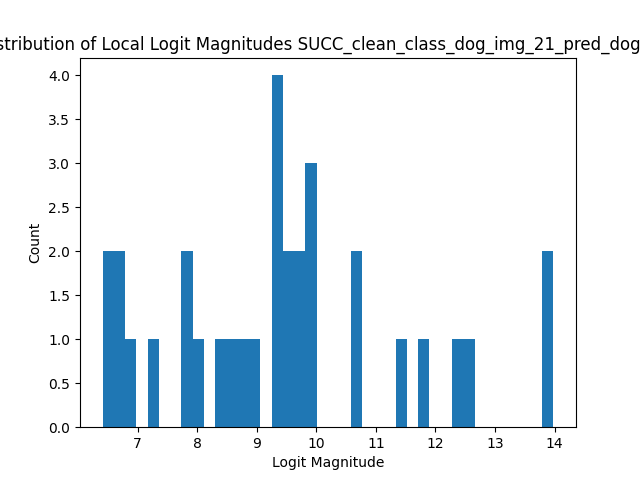 stribution of Local Logit Magnitudes SUCC_clean_class_dog_img_21_pred_dog
4.0
3.5
3.0
2.5
2.0
1.5
1.0
0.5
0.0
Count
7 8 9 10 11 12 13 14
Logit Magnitude